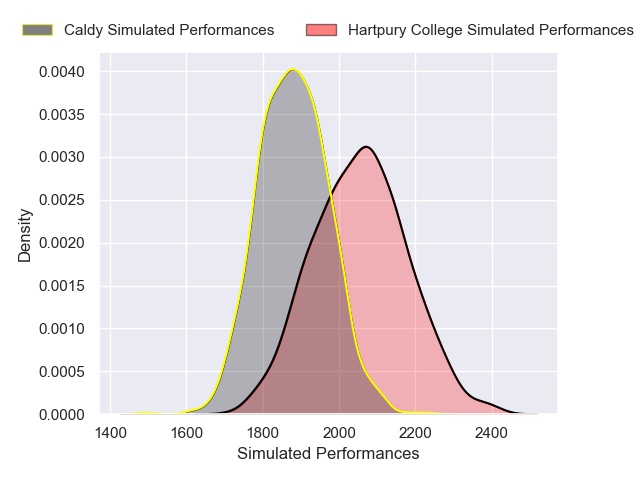 Caldy Simulated Performances
Hartpury College Simulated Performances
Density
0.0040
0.0035
0.0030
0.0025
0.0020
0.0015
0.0010
0.0005
0.0000
1400 1600 1800 2000 2200 2400
Simulated Performances